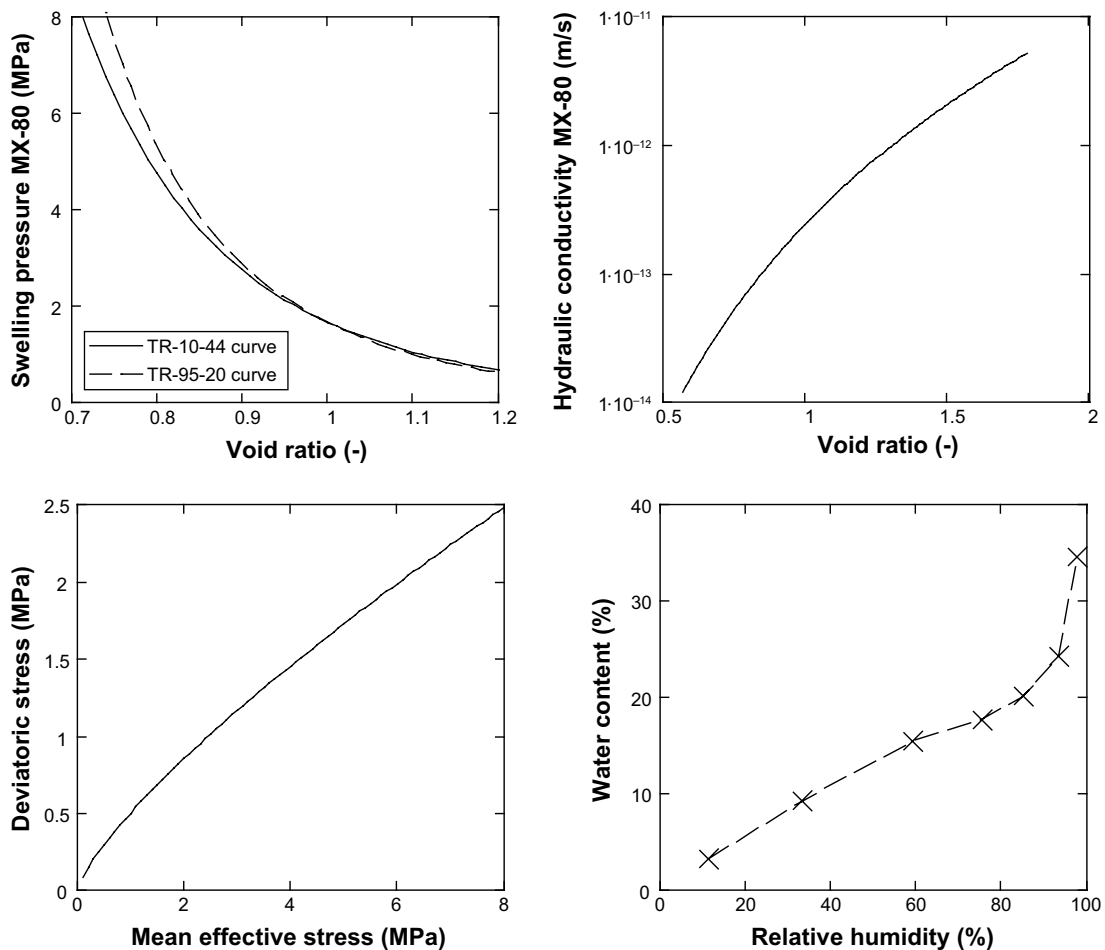 Swelling pressure MX-80 (MPa)
8
6
4
2
0
TR-10-44 curve
TR-95-20 curve
0.7 0.8 0.9 1 1.1 1.2
Void ratio (-)
Hydraulic conductivity MX-80 (m/s)
1·10⁻¹¹
1·10⁻¹²
1·10⁻¹³
1·10⁻¹⁴
0.5 1 1.5 2
Void ratio (-)
Deviatoric stress (MPa)
2.5
2
1.5
1
0.5
0
0 2 4 6 8
Mean effective stress (MPa)
Water content (%)
40
30
20
10
0
0 20 40 60 80 100
Relative humidity (%)